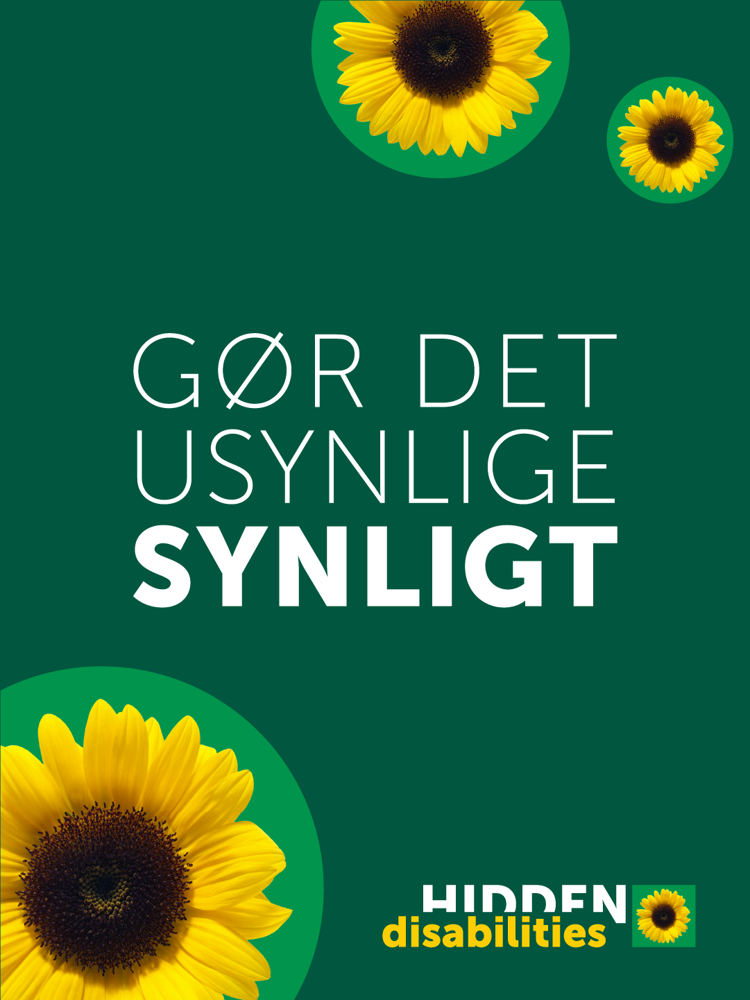 GØR DET
USYNLIGE
SYNLIGT
HIDDEN
disabilities